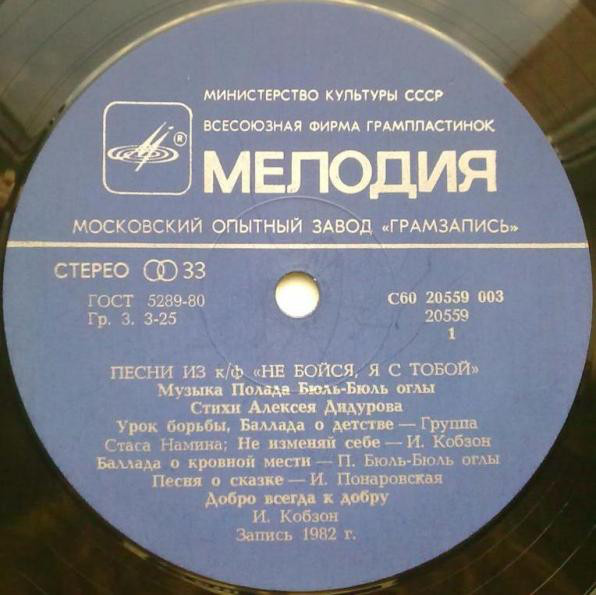 МИНИСТЕРСТВО КУЛЬТУРЫ СССР
ВСЕСОЮЗНАЯ ФИРМА ГРАМПЛАСТИНОК
®
МЕЛОДИЯ
МОСКОВСКИЙ ОПЫТНЫЙ ЗАВОД «ГРАМЗАПИСЬ»
СТЕРЕО 33
ГОСТ 5289-80
Гр. 3. 3-25
С60 20559 003
20559
1
ПЕСНИ ИЗ к/ф «НЕ БОЙСЯ, Я С ТОБОЙ»
Музыка Полада Бюль-Бюль оглы
Стихи Алексея Дидурова
Урок борьбы, Баллада о детстве — Группа
Стаса Намина; Не изменяй себе — И. Кобзон
Баллада о кровной мести — П. Бюль-Бюль оглы
Песня о сказке — И. Понаровская
Добро всегда к добру
И. Кобзон
Запись 1982 г.